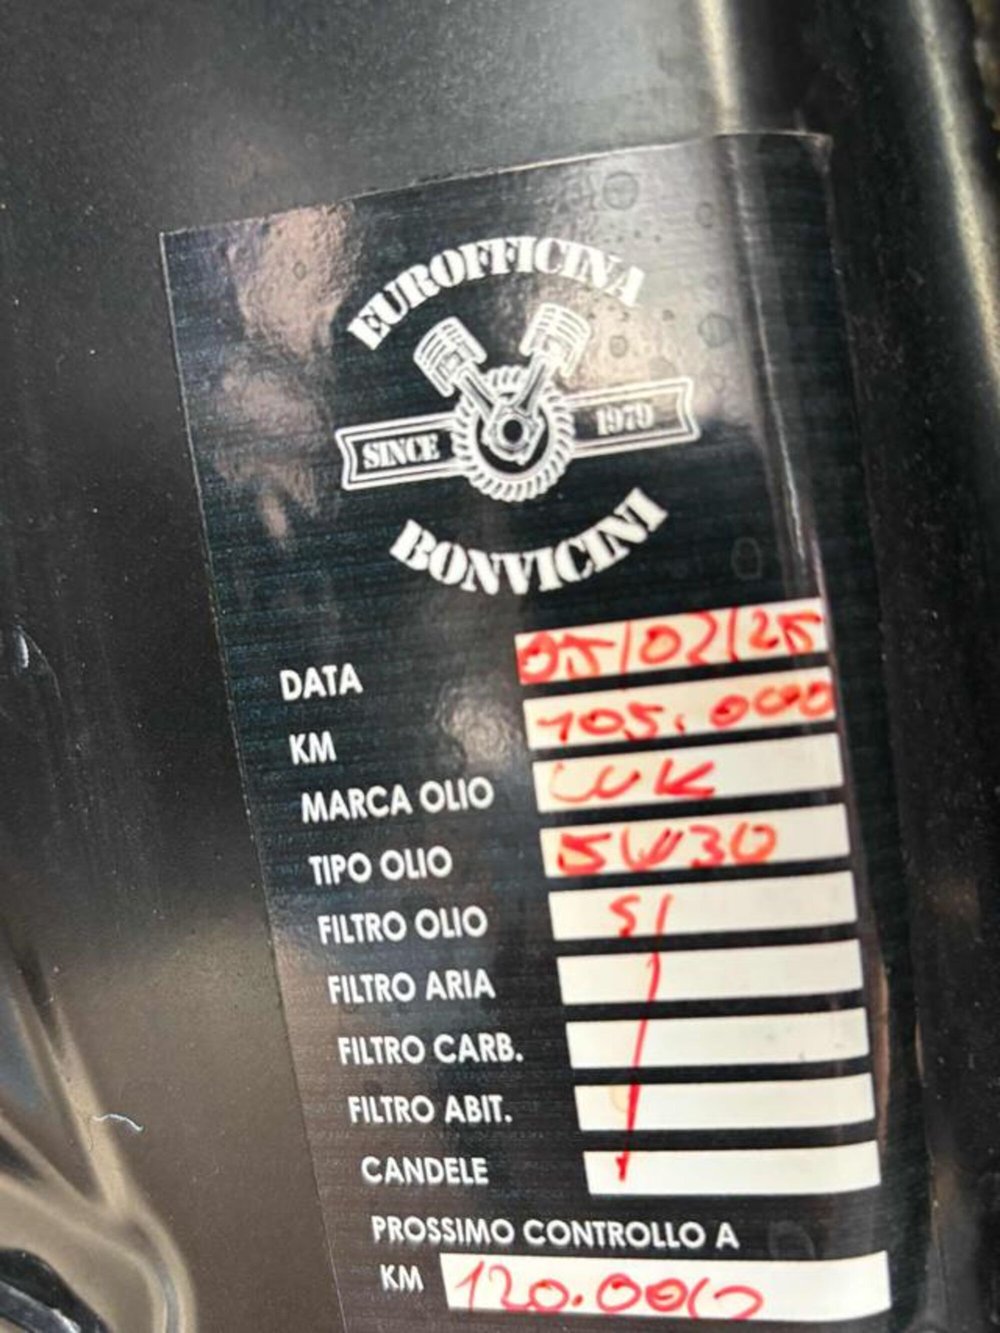 EUROFFICINA
SINCE 1979
BONVICINI
DATA 05/02/25
KM 105.000
MARCA OLIO
TIPO OLIO 5W30
FILTRO OLIO SI
FILTRO ARIA
FILTRO CARB.
FILTRO ABIT.
CANDELE
PROSSIMO CONTROLLO A
KM 120.000